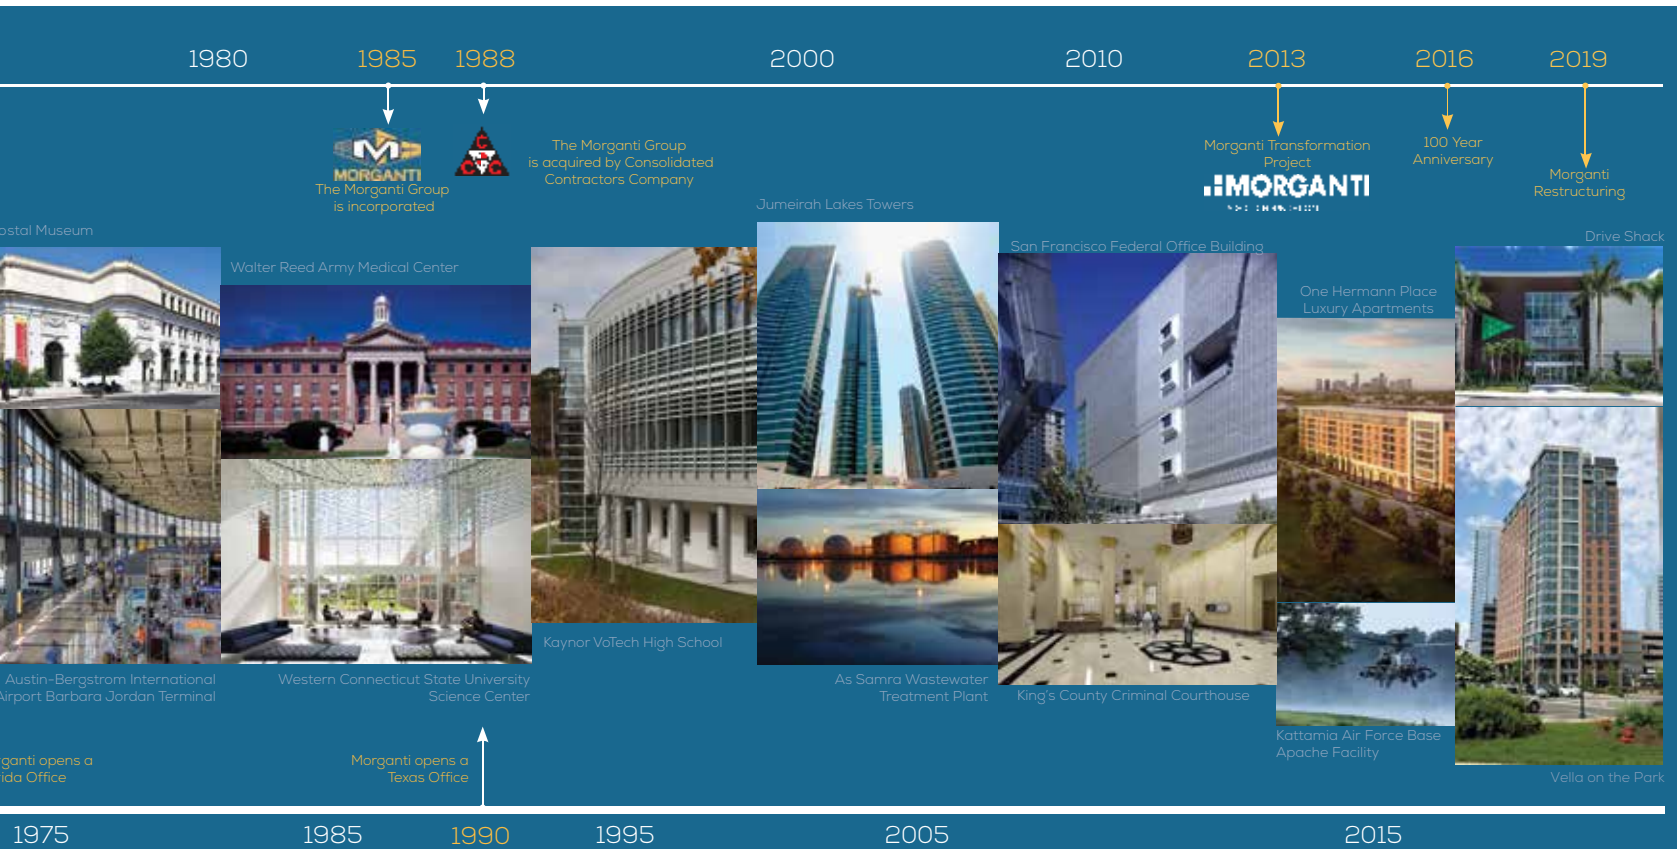 1980
1985
1988
2000
2010
2013
2016
2019
MORGANTI
The Morganti Group
is incorporated
C
CCC
The Morganti Group
is acquired by Consolidated
Contractors Company
Morganti Transformation
Project
MORGANTI
100 Year
Anniversary
Morganti
Restructuring
ostal Museum
Walter Reed Army Medical Center
Jumeirah Lakes Towers
San Francisco Federal Office Building
One Hermann Place
Luxury Apartments
Drive Shack
Austin-Bergstrom International
Airport Barbara Jordan Terminal
Western Connecticut State University
Science Center
Kaynor VoTech High School
As Samra Wastewater
Treatment Plant
King's County Criminal Courthouse
Kattamia Air Force Base
Apache Facility
Vella on the Park
ganti opens a
ida Office
Morganti opens a
Texas Office
1975
1985
1990
1995
2005
2015